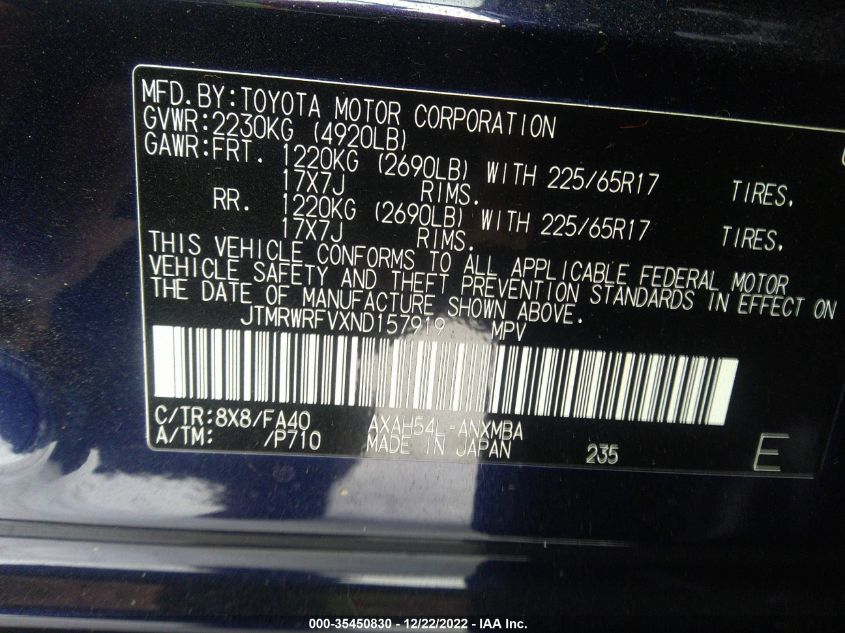 MFD.BY:TOYOTA MOTOR CORPORATION
GVWR:2230KG (4920LB)
GAWR:FRT. 1220KG (2690LB) WITH 225/65R17 TIRES,
17X7J RIMS.
RR. 1220KG (2690LB) WITH 225/65R17 TIRES,
17X7J RIMS.
THIS VEHICLE CONFORMS TO ALL APPLICABLE FEDERAL MOTOR
VEHICLE SAFETY AND THEFT PREVENTION STANDARDS IN EFFECT ON
THE DATE OF MANUFACTURE SHOWN ABOVE.
JTMRWRFVXND157919 MPV
C/TR:8X8/FA40 AXAH54L-ANXMBA
A/TM: /P710 MADE IN JAPAN 235 E
000-35450830 - 12/22/2022 - IAA Inc.